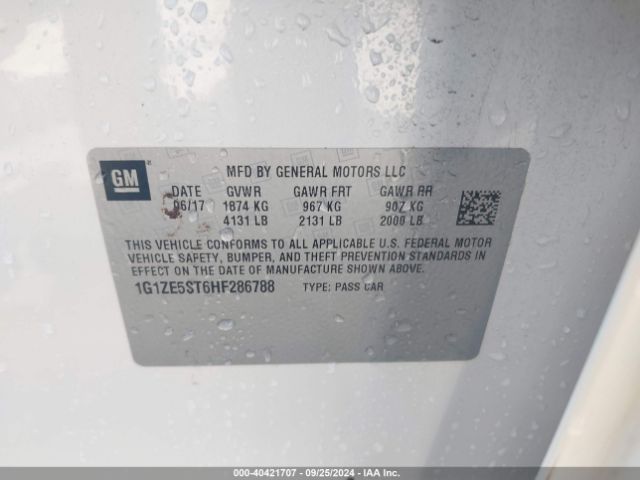 GM
MFD BY GENERAL MOTORS LLC
DATE GVWR GAWR FRT GAWR RR
06/17 1874 KG 967 KG 907 KG
4131 LB 2131 LB 2000 LB
THIS VEHICLE CONFORMS TO ALL APPLICABLE U.S. FEDERAL MOTOR
VEHICLE SAFETY, BUMPER, AND THEFT PREVENTION STANDARDS IN
EFFECT ON THE DATE OF MANUFACTURE SHOWN ABOVE.
1G1ZE5ST6HF286788 TYPE: PASS CAR
000-40421707 - 09/25/2024 - IAA Inc.